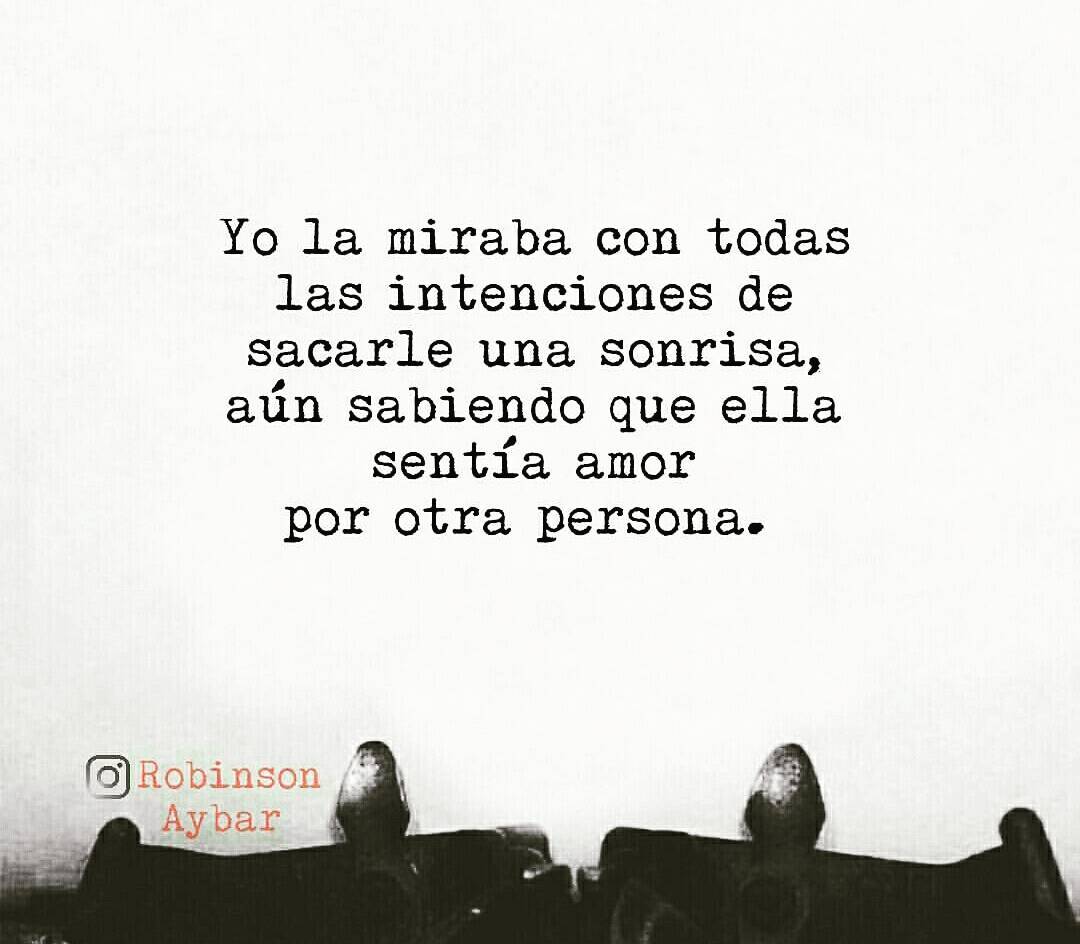 Yo la miraba con todas
las intenciones de
sacarle una sonrisa,
aún sabiendo que ella
sentía amor
por otra persona.
Robinson
Aybar